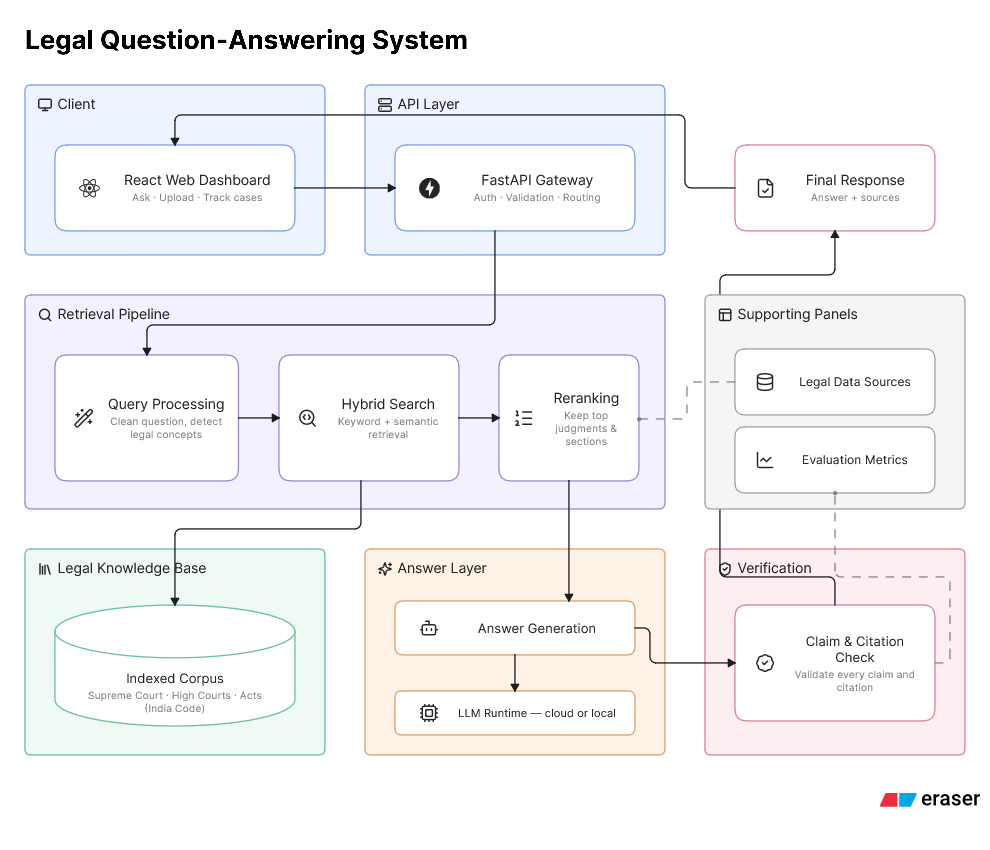 Legal Question-Answering System
Client
API Layer
React Web Dashboard
Ask · Upload · Track cases
FastAPI Gateway
Auth · Validation · Routing
Final Response
Answer + sources
Retrieval Pipeline
Supporting Panels
Query Processing
Clean question, detect
legal concepts
Hybrid Search
Keyword + semantic
retrieval
Reranking
Keep top
judgments &
sections
Legal Data Sources
Evaluation Metrics
Legal Knowledge Base
Answer Layer
Verification
Indexed Corpus
Supreme Court · High Courts · Acts
(India Code)
Answer Generation
LLM Runtime — cloud or local
Claim & Citation
Check
Validate every claim and
citation
eraser